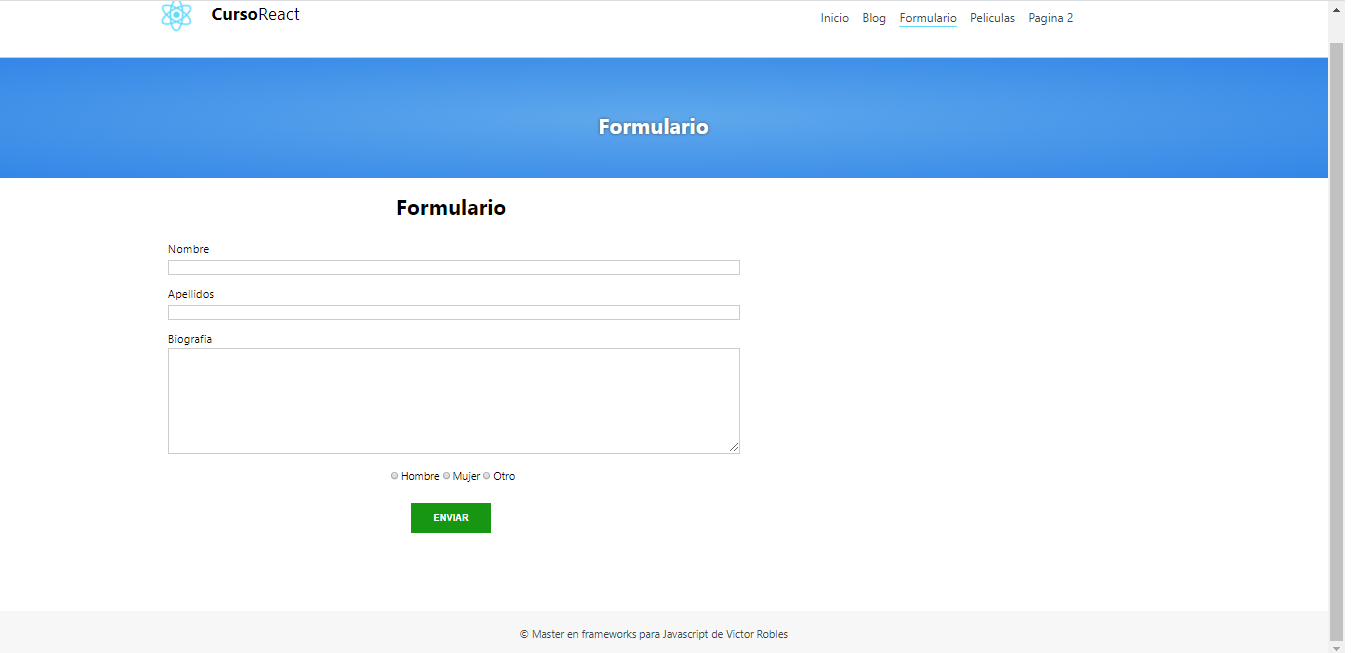 CursoReact
Inicio Blog Formulario Peliculas Pagina 2
Formulario
Formulario
Nombre
Apellidos
Biografia
Hombre Mujer Otro
ENVIAR
© Master en frameworks para Javascript de Victor Robles